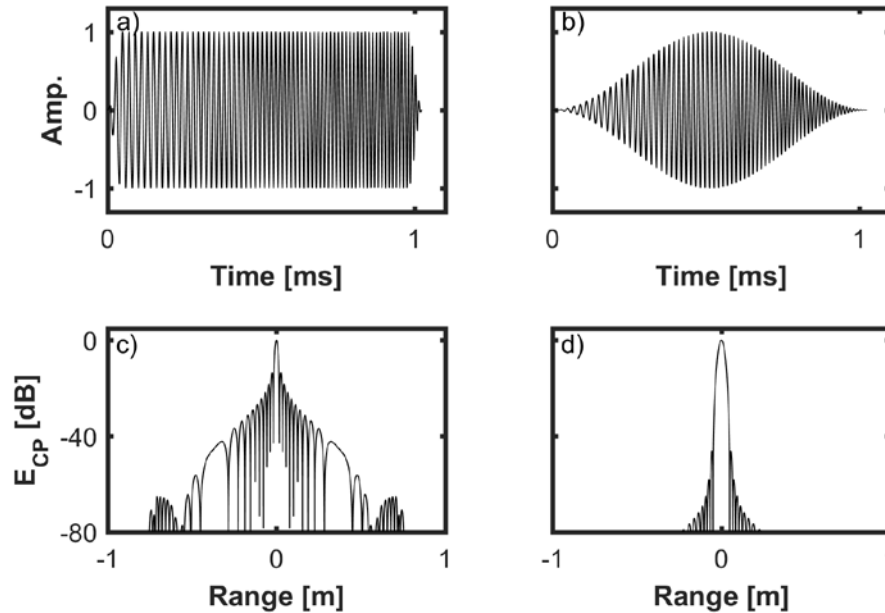 a)
b)
Amp.
1
0
-1
0
1
0
1
Time [ms]
Time [ms]
c)
d)
E_CP [dB]
0
-40
-80
-1
0
1
-1
0
Range [m]
Range [m]